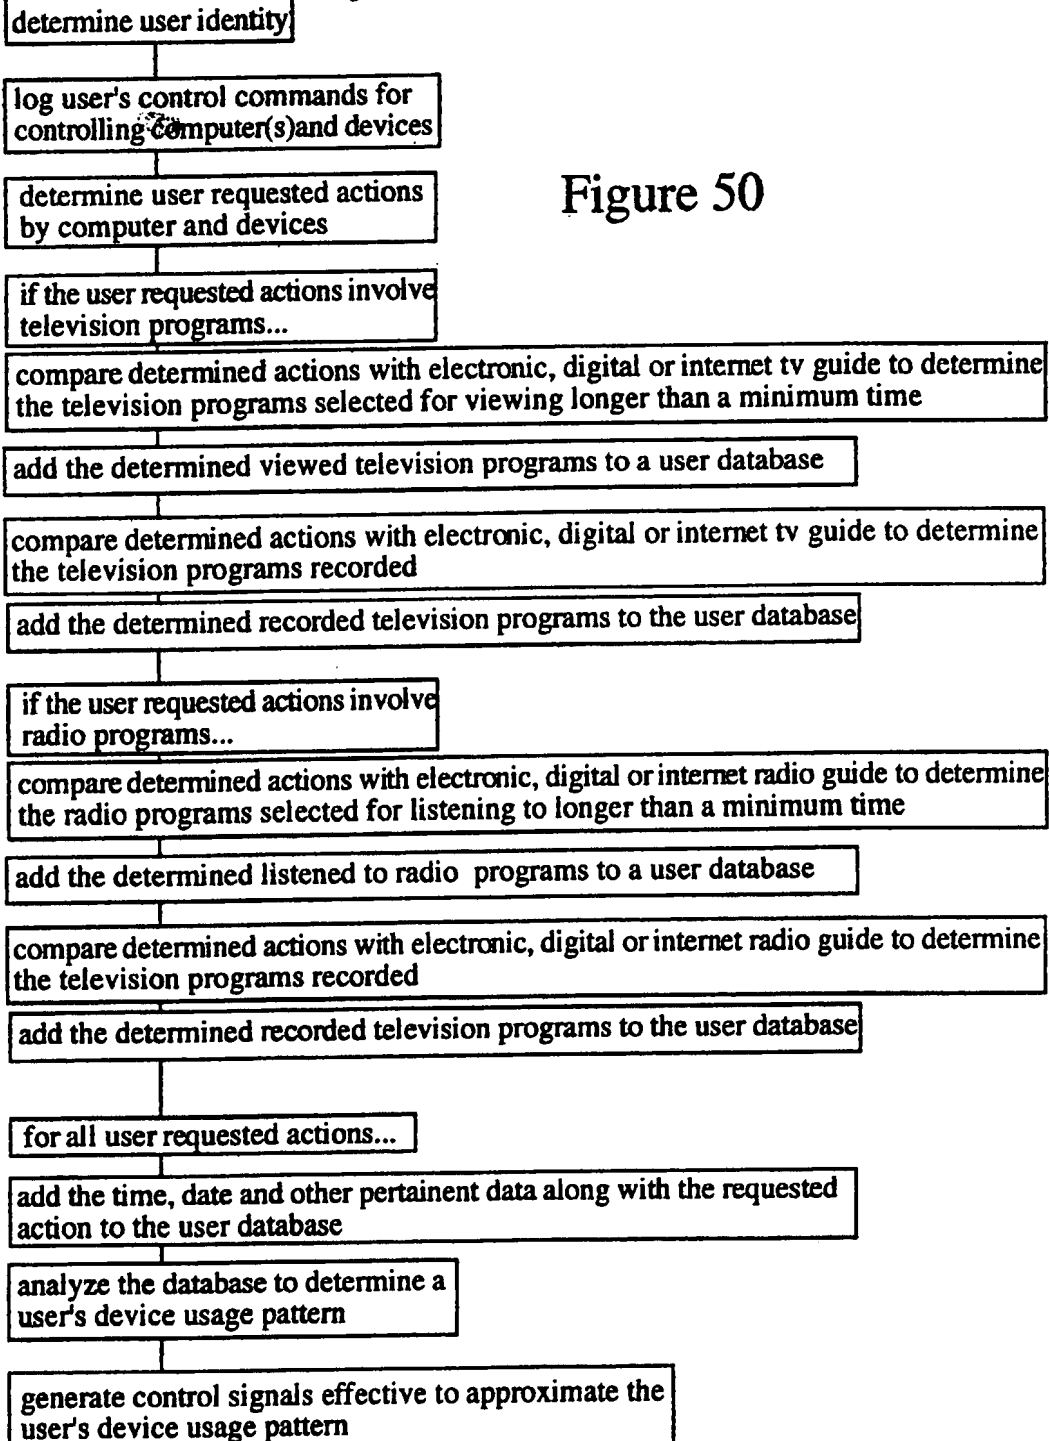 determine user identity
log user's control commands for
controlling computer(s)and devices
determine user requested actions
by computer and devices
Figure 50
if the user requested actions involve
television programs...
compare determined actions with electronic, digital or internet tv guide to determine
the television programs selected for viewing longer than a minimum time
add the determined viewed television programs to a user database
compare determined actions with electronic, digital or internet tv guide to determine
the television programs recorded
add the determined recorded television programs to the user database
if the user requested actions involve
radio programs...
compare determined actions with electronic, digital or internet radio guide to determine
the radio programs selected for listening to longer than a minimum time
add the determined listened to radio programs to a user database
compare determined actions with electronic, digital or internet radio guide to determine
the television programs recorded
add the determined recorded television programs to the user database
for all user requested actions...
add the time, date and other pertainent data along with the requested
action to the user database
analyze the database to determine a
user's device usage pattern
generate control signals effective to approximate the
user's device usage pattern